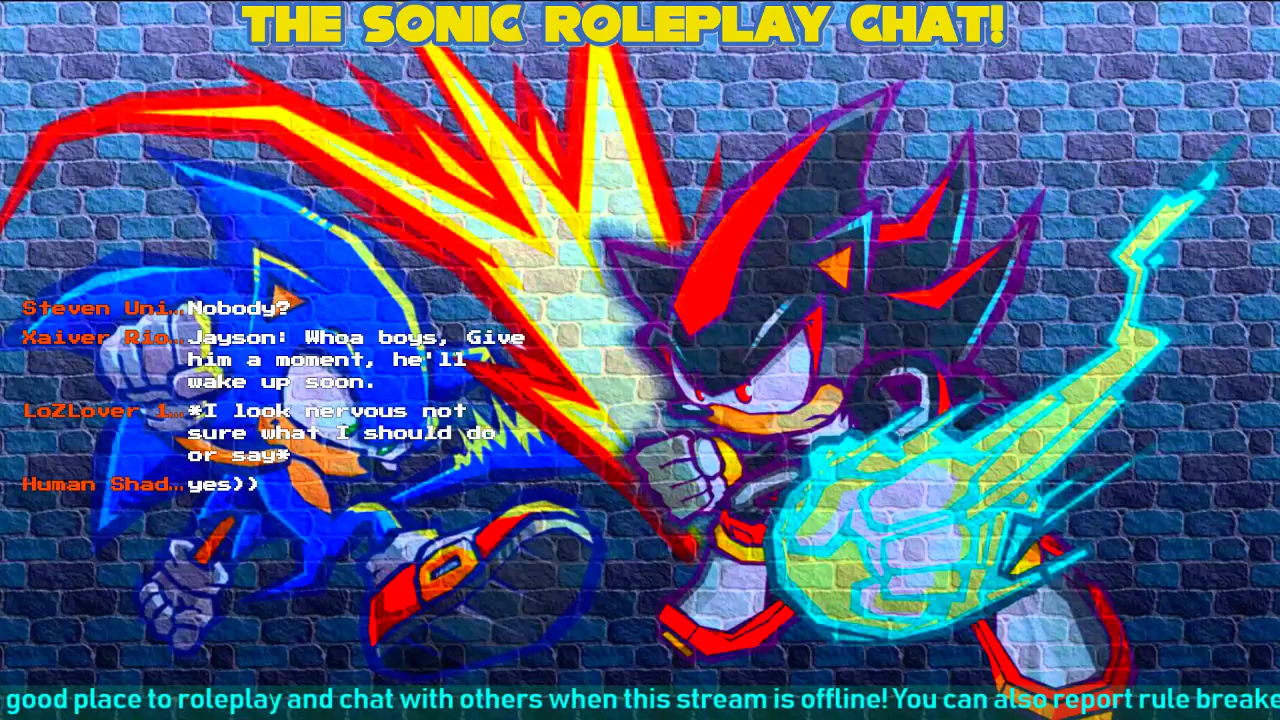 THE SONIC ROLEPLAY CHAT!
Steven Uni... Nobody?
Xaiver Rio... Jayson: Whoa boys, Give
him a moment, he'll
wake up soon.
LoZLover 1... *I look nervous not
sure what I should do
or say*
Human Shad... yes))
good place to roleplay and chat with others when this stream is offline! You can also report rule breake